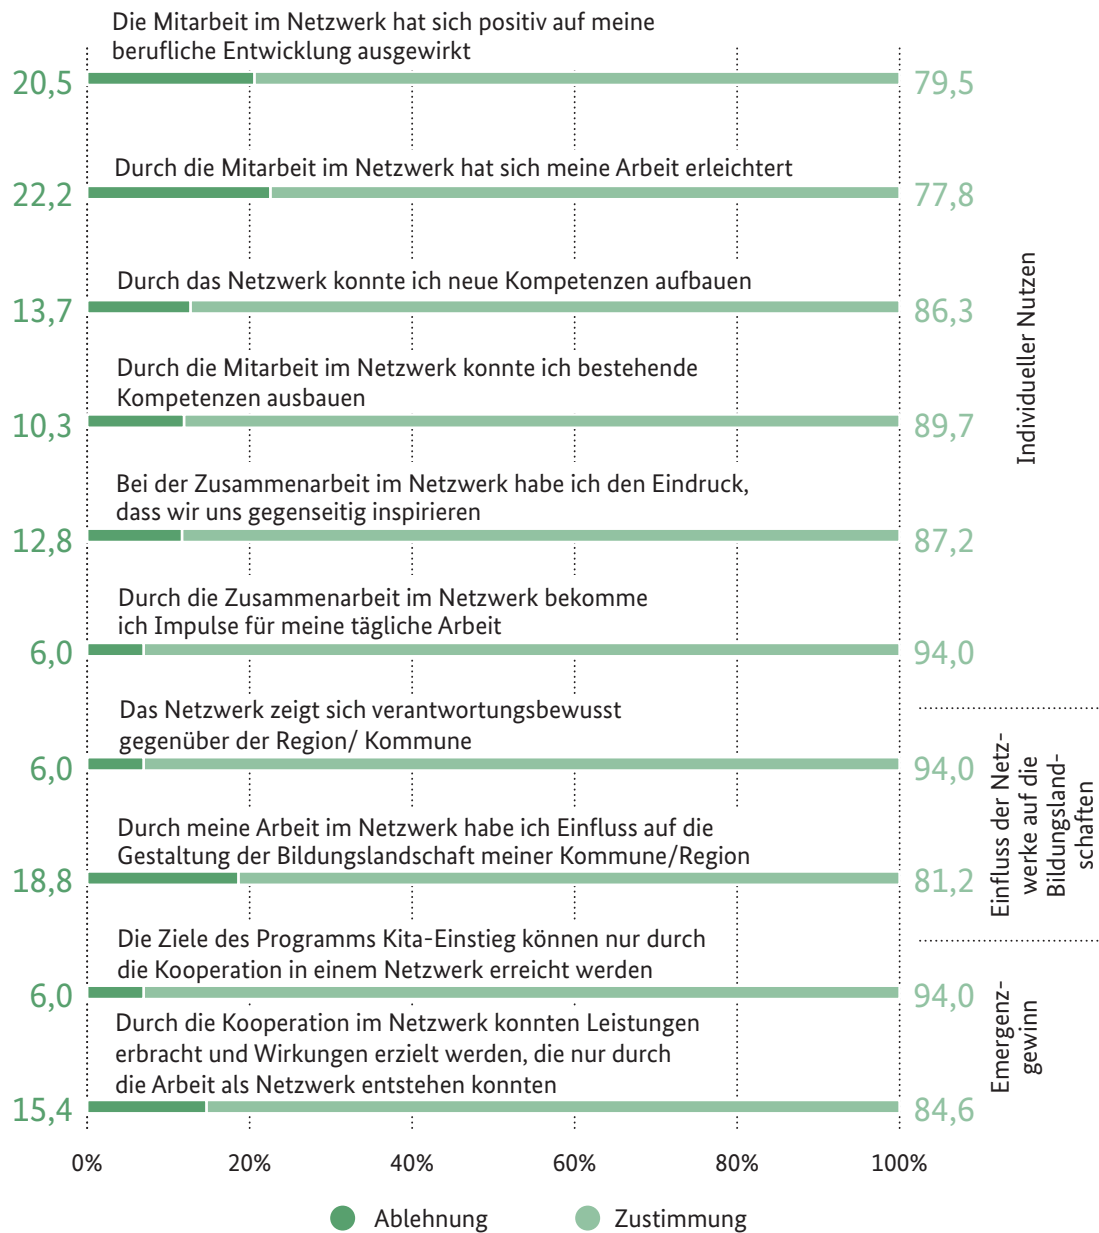 Die Mitarbeit im Netzwerk hat sich positiv auf meine
berufliche Entwicklung ausgewirkt
20,5
79,5
Durch die Mitarbeit im Netzwerk hat sich meine Arbeit erleichtert
22,2
77,8
Durch das Netzwerk konnte ich neue Kompetenzen aufbauen
13,7
86,3
Durch die Mitarbeit im Netzwerk konnte ich bestehende
Kompetenzen ausbauen
10,3
89,7
Bei der Zusammenarbeit im Netzwerk habe ich den Eindruck,
dass wir uns gegenseitig inspirieren
12,8
87,2
Durch die Zusammenarbeit im Netzwerk bekomme
ich Impulse für meine tägliche Arbeit
6,0
94,0
Individueller Nutzen
Das Netzwerk zeigt sich verantwortungsbewusst
gegenüber der Region/ Kommune
6,0
94,0
Durch meine Arbeit im Netzwerk habe ich Einfluss auf die
Gestaltung der Bildungslandschaft meiner Kommune/Region
18,8
81,2
Einfluss der Netz-
werke auf die
Bildungsland-
schaften
Die Ziele des Programms Kita-Einstieg können nur durch
die Kooperation in einem Netzwerk erreicht werden
6,0
94,0
Durch die Kooperation im Netzwerk konnten Leistungen
erbracht und Wirkungen erzielt werden, die nur durch
die Arbeit als Netzwerk entstehen konnten
15,4
84,6
Emergenz-
gewinn
0%
20%
40%
60%
80%
100%
Ablehnung
Zustimmung